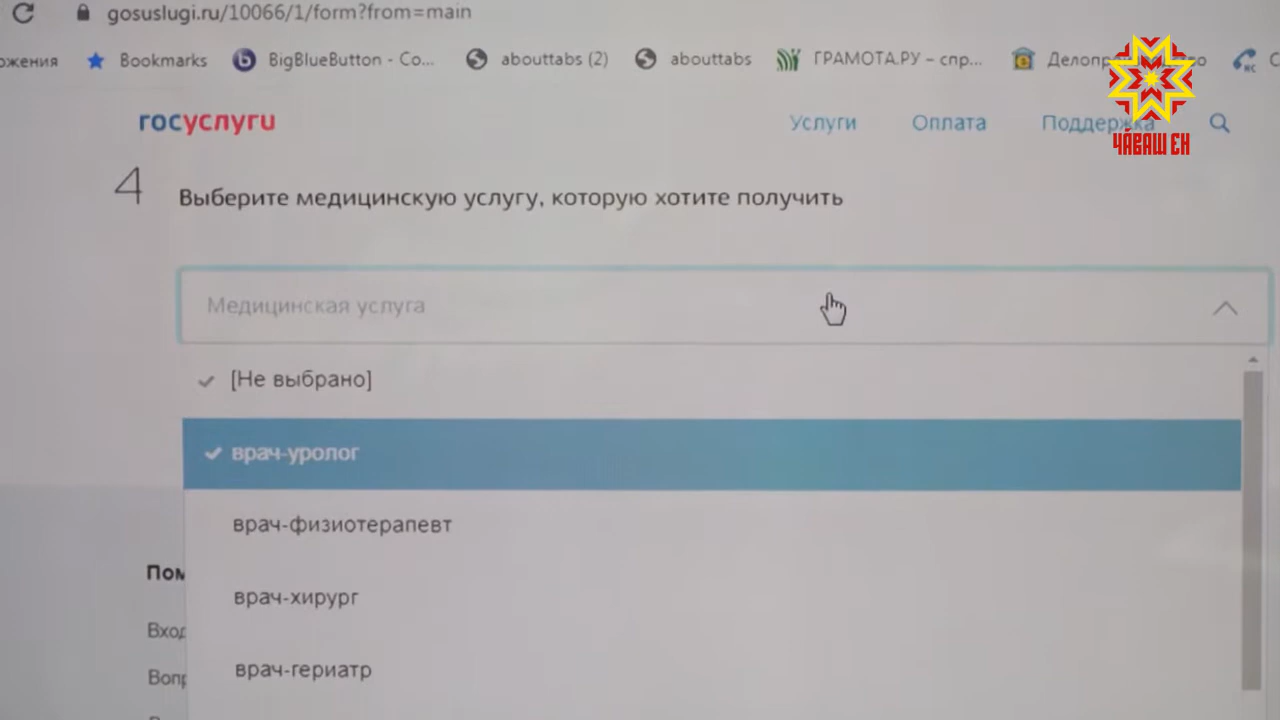 gosuslugi.ru/10066/1/form?from=main
Bookmarks BigBlueButton - Co... abouttabs (2) abouttabs ГРАМОТА.РУ – спр...
госуслуги Услуги Оплата Поддержка
ЧӐВАШ ЕН
4 Выберите медицинскую услугу, которую хотите получить
Медицинская услуга
[Не выбрано]
врач-уролог
врач-физиотерапевт
врач-хирург
врач-гериатр